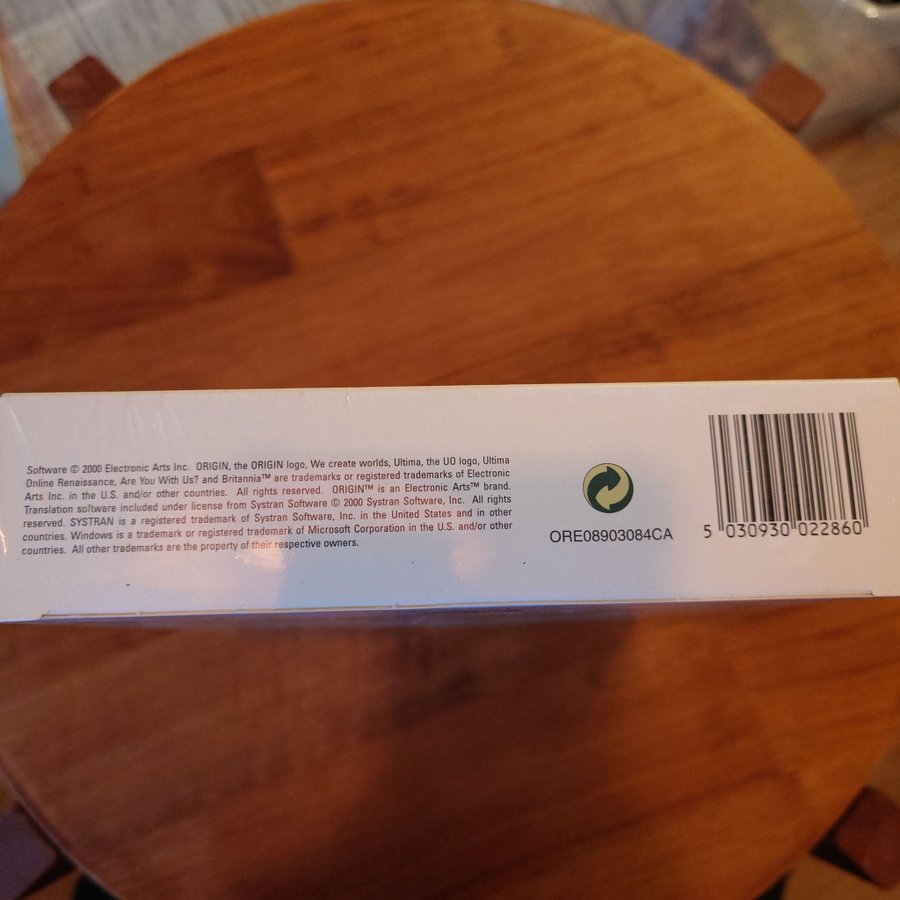 Software © 2000 Electronic Arts Inc. ORIGIN, the ORIGIN logo, We create worlds, Ultima, the UO logo, Ultima
Online Renaissance, Are You With Us? and Britannia™ are trademarks or registered trademarks of Electronic
Arts Inc. in the U.S. and/or other countries. All rights reserved. ORIGIN™ is an Electronic Arts™ brand.
Translation software included under license from Systran Software © 2000 Systran Software, Inc. All rights
reserved. SYSTRAN is a registered trademark of Systran Software, Inc. in the United States and in other
countries. Windows is a trademark or registered trademark of Microsoft Corporation in the U.S. and/or other
countries. All other trademarks are the property of their respective owners.
ORE08903084CA
5 030930 022860